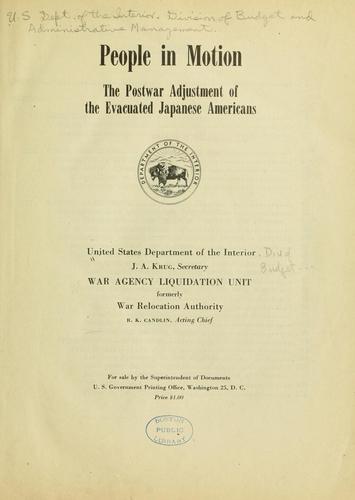 U.S. Dept. of the Interior. Division of Budget and
Administrative Management.
People in Motion
The Postwar Adjustment of
the Evacuated Japanese Americans
DEPARTMENT OF THE INTERIOR
United States Department of the Interior. Div. of
J. A. KRUG, Secretary
Budget...
WAR AGENCY LIQUIDATION UNIT
formerly
War Relocation Authority
R. K. CANDLIN, Acting Chief
For sale by the Superintendent of Documents
U. S. Government Printing Office, Washington 25, D. C.
Price $1.00
BOSTON
PUBLIC
LIBRARY